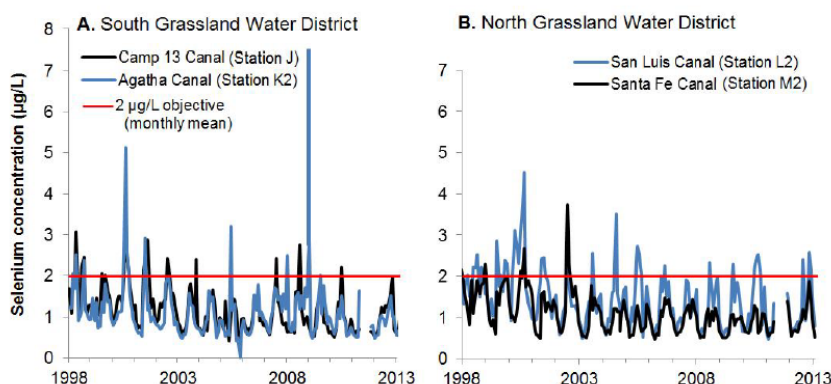 A. South Grassland Water District
Camp 13 Canal (Station J)
Agatha Canal (Station K2)
2 µg/L objective
(monthly mean)
Selenium concentration (µg/L)
8
7
6
5
4
3
2
1
0
1998
2003
2008
2013
B. North Grassland Water District
San Luis Canal (Station L2)
Santa Fe Canal (Station M2)
7
6
5
4
3
2
1
0
1998
2003
2008
2013